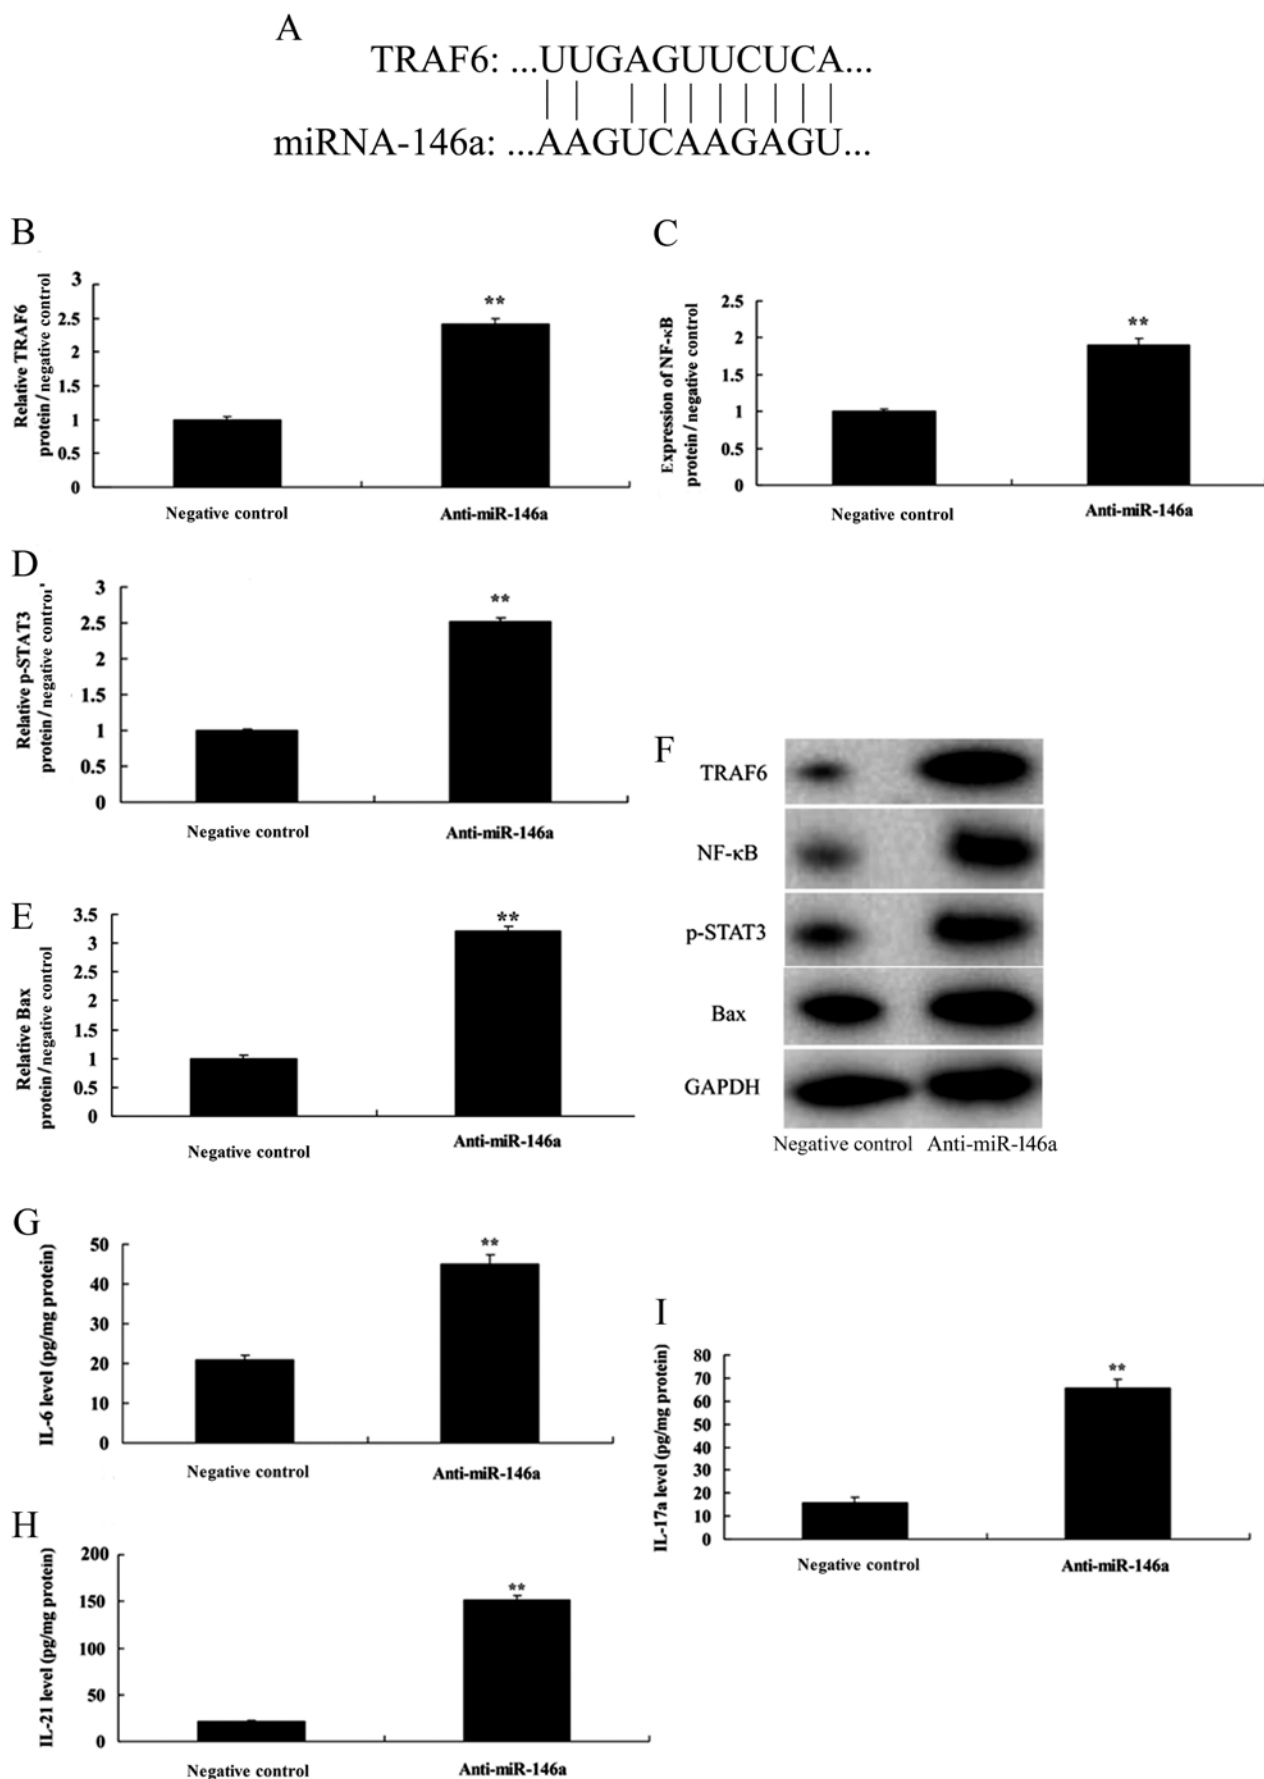 A
TRAF6: ...UUGAGUUCUCA...
miRNA-146a: ...AAGUCAAGAGU...
B
Relative TRAF6
protein/negative control
3
2.5
2
1.5
1
0.5
0
**
Negative control
Anti-miR-146a
C
Expression of NF-κB
protein/negative control
2.5
2
1.5
1
0.5
0
**
Negative control
Anti-miR-146a
D
Relative p-STAT3
protein/negative control
3
2.5
2
1.5
1
0.5
0
**
Negative control
Anti-miR-146a
E
Relative Bax
protein/negative control
3.5
3
2.5
2
1.5
1
0.5
0
**
Negative control
Anti-miR-146a
F
TRAF6
NF-κB
p-STAT3
Bax
GAPDH
Negative control Anti-miR-146a
G
IL-6 level (pg/mg protein)
50
40
30
20
10
0
**
Negative control
Anti-miR-146a
H
IL-21 level (pg/mg protein)
200
150
100
50
0
**
Negative control
Anti-miR-146a
I
IL-17a level (pg/mg protein)
80
70
60
50
40
30
20
10
0
**
Negative control
Anti-miR-146a